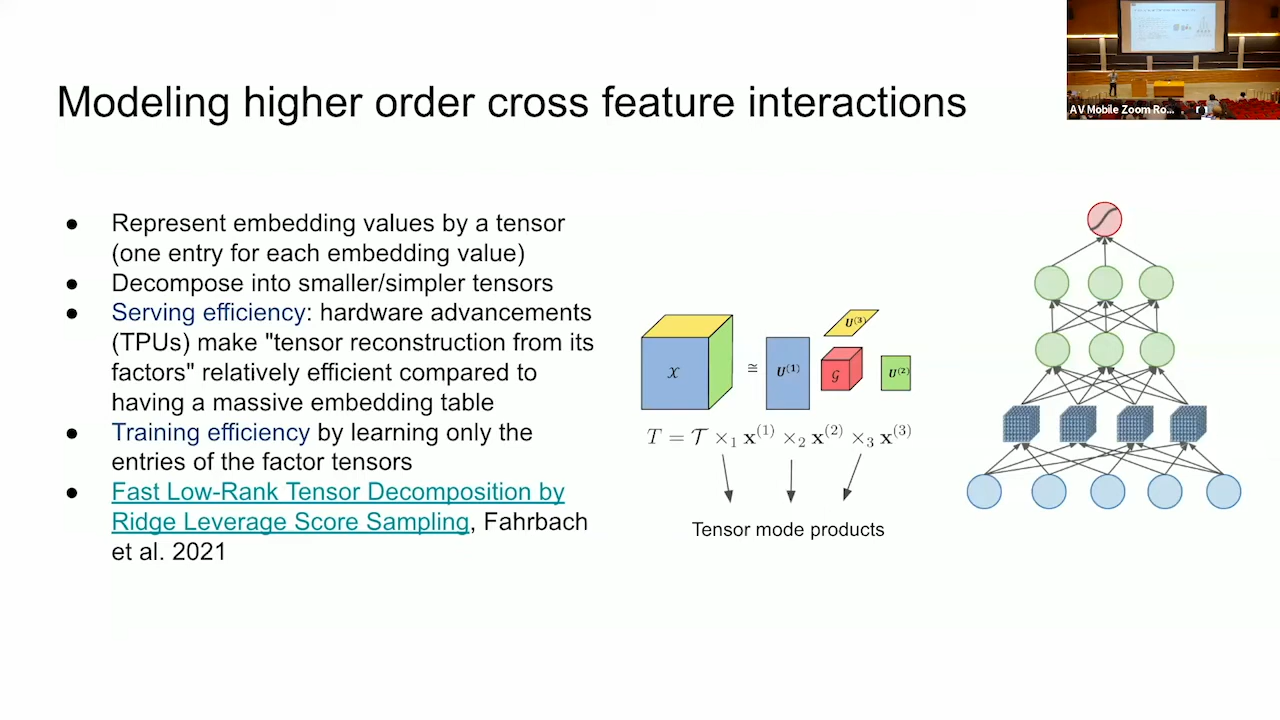 AV Mobile Zoom Ro...
Modeling higher order cross feature interactions
● Represent embedding values by a tensor
(one entry for each embedding value)
● Decompose into smaller/simpler tensors
● Serving efficiency: hardware advancements
(TPUs) make "tensor reconstruction from its
factors" relatively efficient compared to
having a massive embedding table
● Training efficiency by learning only the
entries of the factor tensors
● Fast Low-Rank Tensor Decomposition by
Ridge Leverage Score Sampling, Fahrbach
et al. 2021
U⁽³⁾
𝒳 ≅ U⁽¹⁾ 𝒢 U⁽²⁾
T = 𝒯 ×₁ x⁽¹⁾ ×₂ x⁽²⁾ ×₃ x⁽³⁾
Tensor mode products